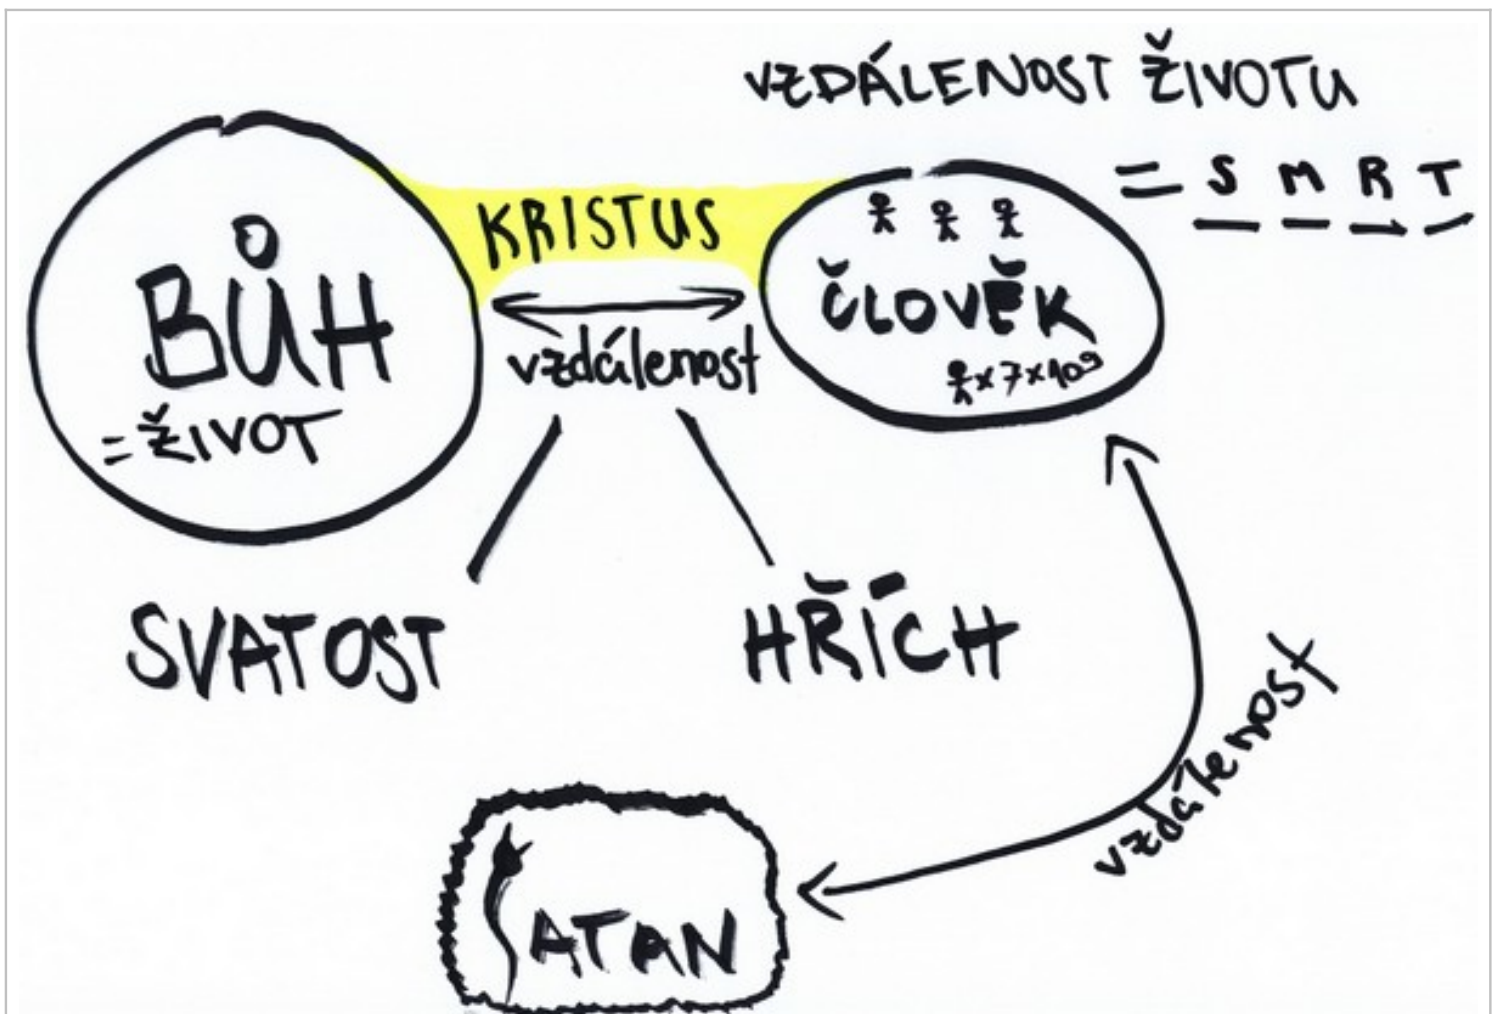 VZDÁLENOST ŽIVOTU
= S M R T
KRISTUS
BŮH
= ŽIVOT
vzdálenost
ČLOVĚK
x 7 x 10⁹
SVATOST
HŘÍCH
vzdálenost
SATAN